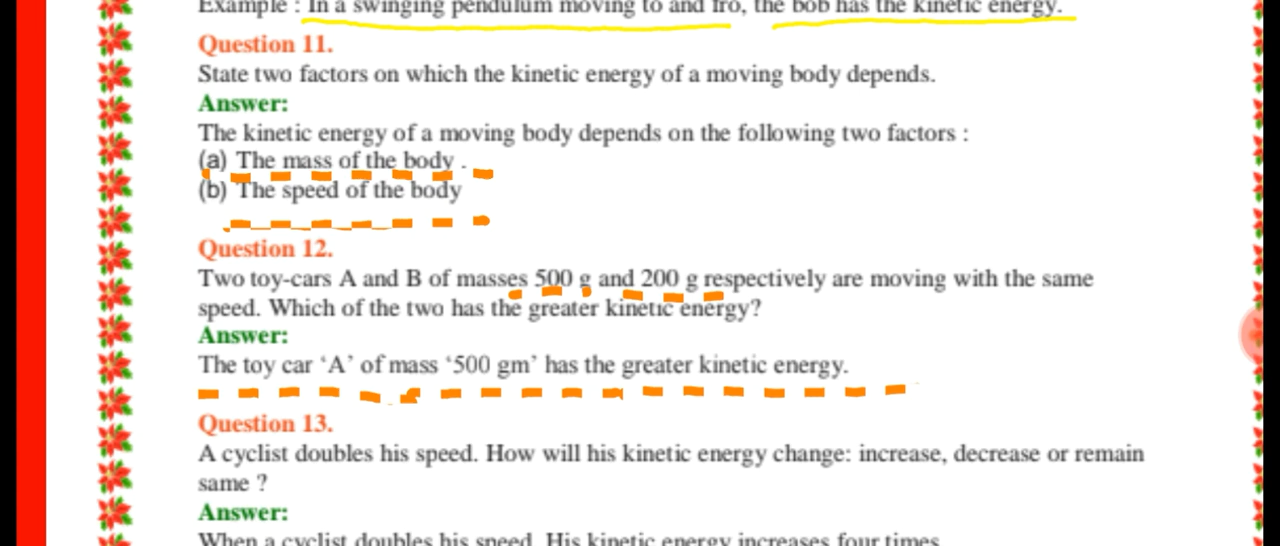 Example : In a swinging pendulum moving to and fro, the bob has the kinetic energy.
Question 11.
State two factors on which the kinetic energy of a moving body depends.
Answer:
The kinetic energy of a moving body depends on the following two factors :
(a) The mass of the body .
(b) The speed of the body
Question 12.
Two toy-cars A and B of masses 500 g and 200 g respectively are moving with the same
speed. Which of the two has the greater kinetic energy?
Answer:
The toy car ‘A’ of mass ‘500 gm’ has the greater kinetic energy.
Question 13.
A cyclist doubles his speed. How will his kinetic energy change: increase, decrease or remain
same ?
Answer:
When a cyclist doubles his speed. His kinetic energy increases four times